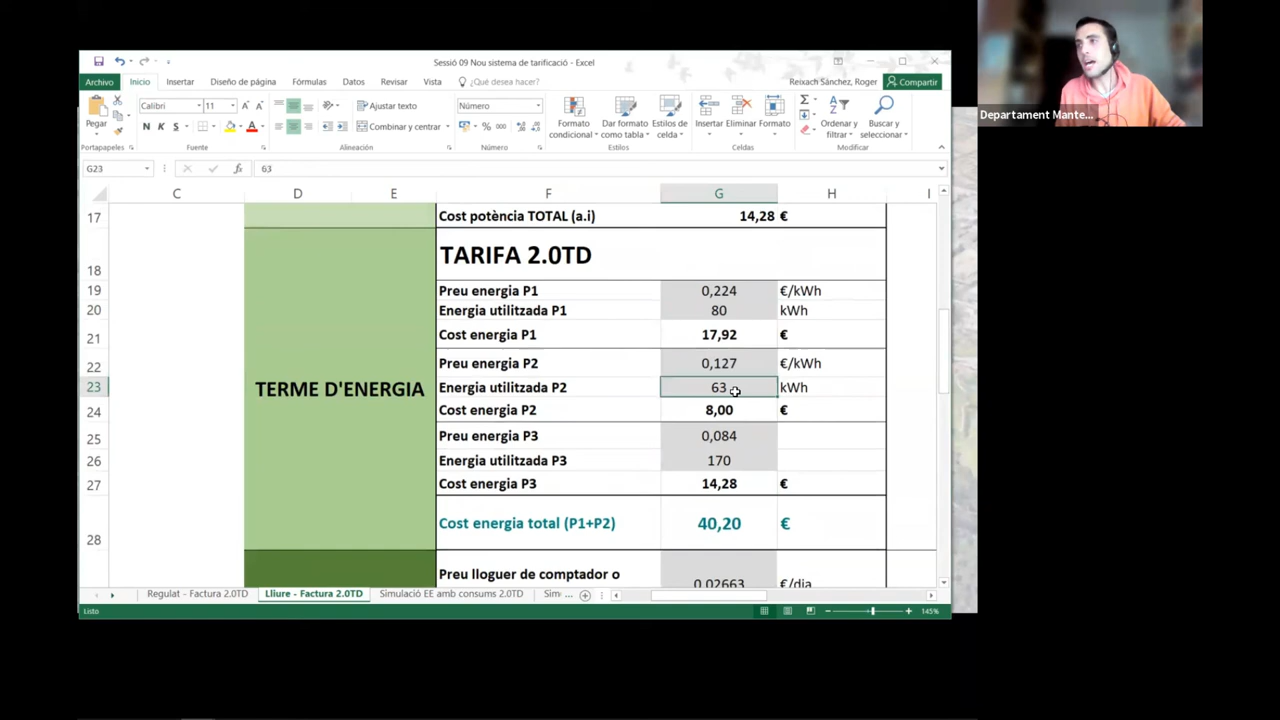 Sessió 09 Nou sistema de tarificació - Excel
Archivo Inicio Insertar Diseño de página Fórmulas Datos Revisar Vista ¿Qué desea hacer? Reixach Sánchez, Roger Compartir
Pegar
Calibri 11
N K S
Ajustar texto
Combinar y centrar
Número
% 000
Formato condicional
Dar formato como tabla
Estilos de celda
Insertar Eliminar Formato
Ordenar y filtrar
Buscar y seleccionar
Portapapeles Fuente Alineación Número Estilos Celdas Modificar
G23 fx 63
C D E F G H I
17 Cost potència TOTAL (a.i) 14,28 €
18 TARIFA 2.0TD
19 Preu energia P1 0,224 €/kWh
20 Energia utilitzada P1 80 kWh
21 Cost energia P1 17,92 €
22 Preu energia P2 0,127 €/kWh
23 TERME D'ENERGIA Energia utilitzada P2 63 kWh
24 Cost energia P2 8,00 €
25 Preu energia P3 0,084
26 Energia utilitzada P3 170
27 Cost energia P3 14,28 €
28 Cost energia total (P1+P2) 40,20 €
Preu lloguer de comptador o
0,02663 €/dia
Regulat - Factura 2.0TD Lliure - Factura 2.0TD Simulació EE amb consums 2.0TD Sim ...
Listo 145%
Departament Mante...